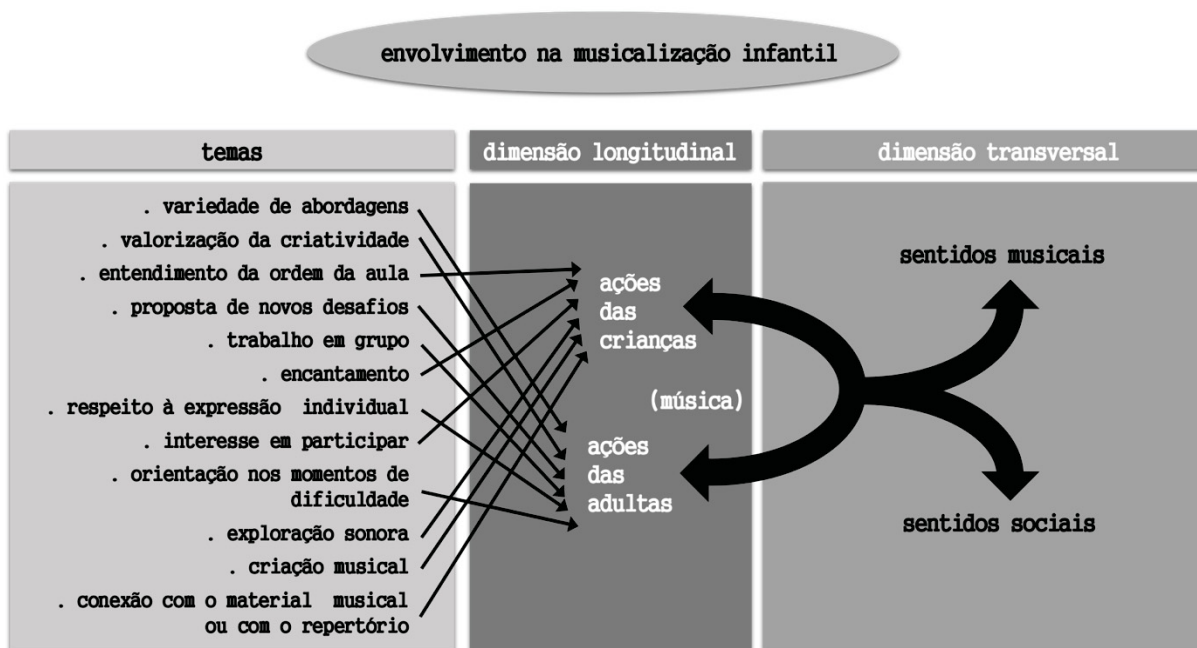 envolvimento na musicalização infantil
temas
. variedade de abordagens
. valorização da criatividade
. entendimento da ordem da aula
. proposta de novos desafios
. trabalho em grupo
. encantamento
. respeito à expressão individual
. interesse em participar
. orientação nos momentos de
dificuldade
. exploração sonora
. criação musical
. conexão com o material musical
ou com o repertório
dimensão longitudinal
ações
das
crianças
(música)
ações
das
adultas
dimensão transversal
sentidos musicais
sentidos sociais